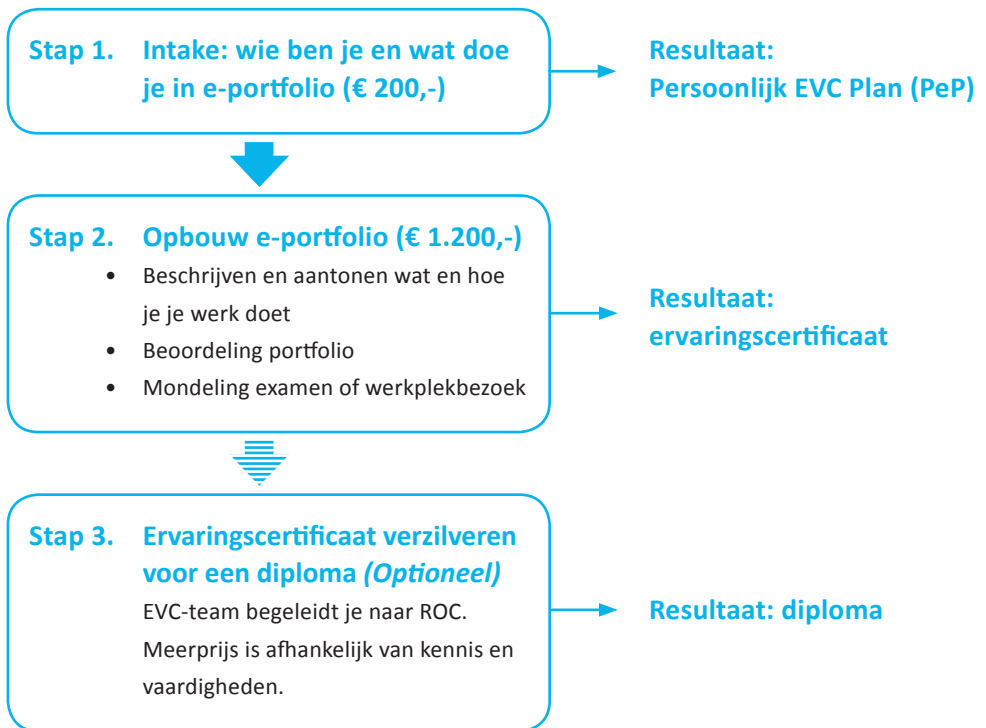 Stap 1. Intake: wie ben je en wat doe
je in e-portfolio (€ 200,-)
Resultaat:
Persoonlijk EVC Plan (PeP)
Stap 2. Opbouw e-portfolio (€ 1.200,-)
• Beschrijven en aantonen wat en hoe
je je werk doet
• Beoordeling portfolio
• Mondeling examen of werkplekbezoek
Resultaat:
ervaringscertificaat
Stap 3. Ervaringscertificaat verzilveren
voor een diploma (Optioneel)
EVC-team begeleidt je naar ROC.
Meerprijs is afhankelijk van kennis en
vaardigheden.
Resultaat: diploma